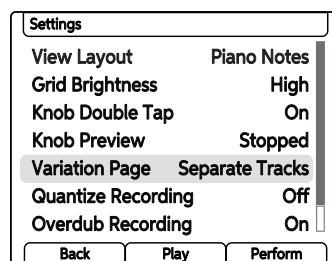 Settings
View Layout Piano Notes
Grid Brightness High
Knob Double Tap On
Knob Preview Stopped
Variation Page Separate Tracks
Quantize Recording Off
Overdub Recording On
Back Play Perform